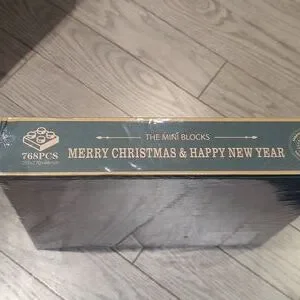 768PCS
THE MINI BLOCKS
MERRY CHRISTMAS & HAPPY NEW YEAR